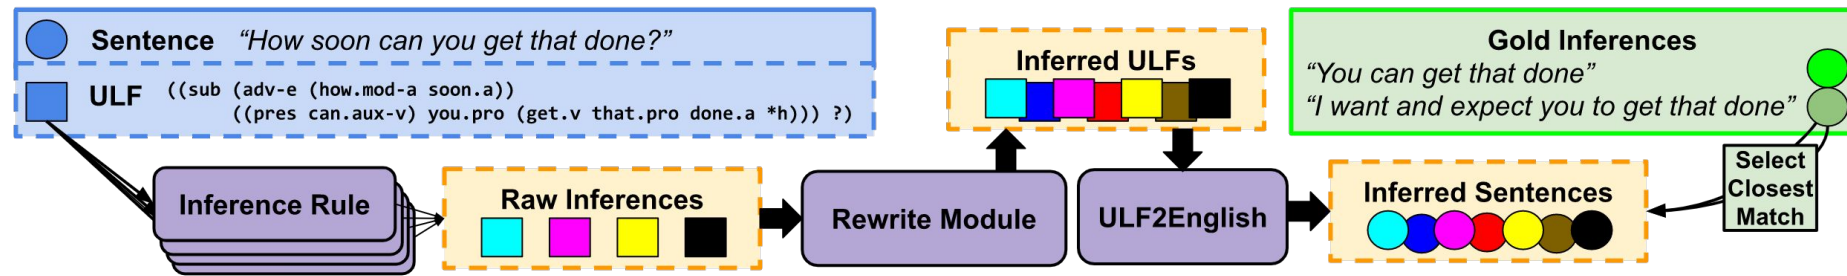 Sentence “How soon can you get that done?”
ULF ((sub (adv-e (how.mod-a soon.a))
((pres can.aux-v) you.pro (get.v that.pro done.a *h))) ?)
Inference Rule
Raw Inferences
Rewrite Module
Inferred ULFs
ULF2English
Inferred Sentences
Gold Inferences
“You can get that done”
“I want and expect you to get that done”
Select
Closest
Match